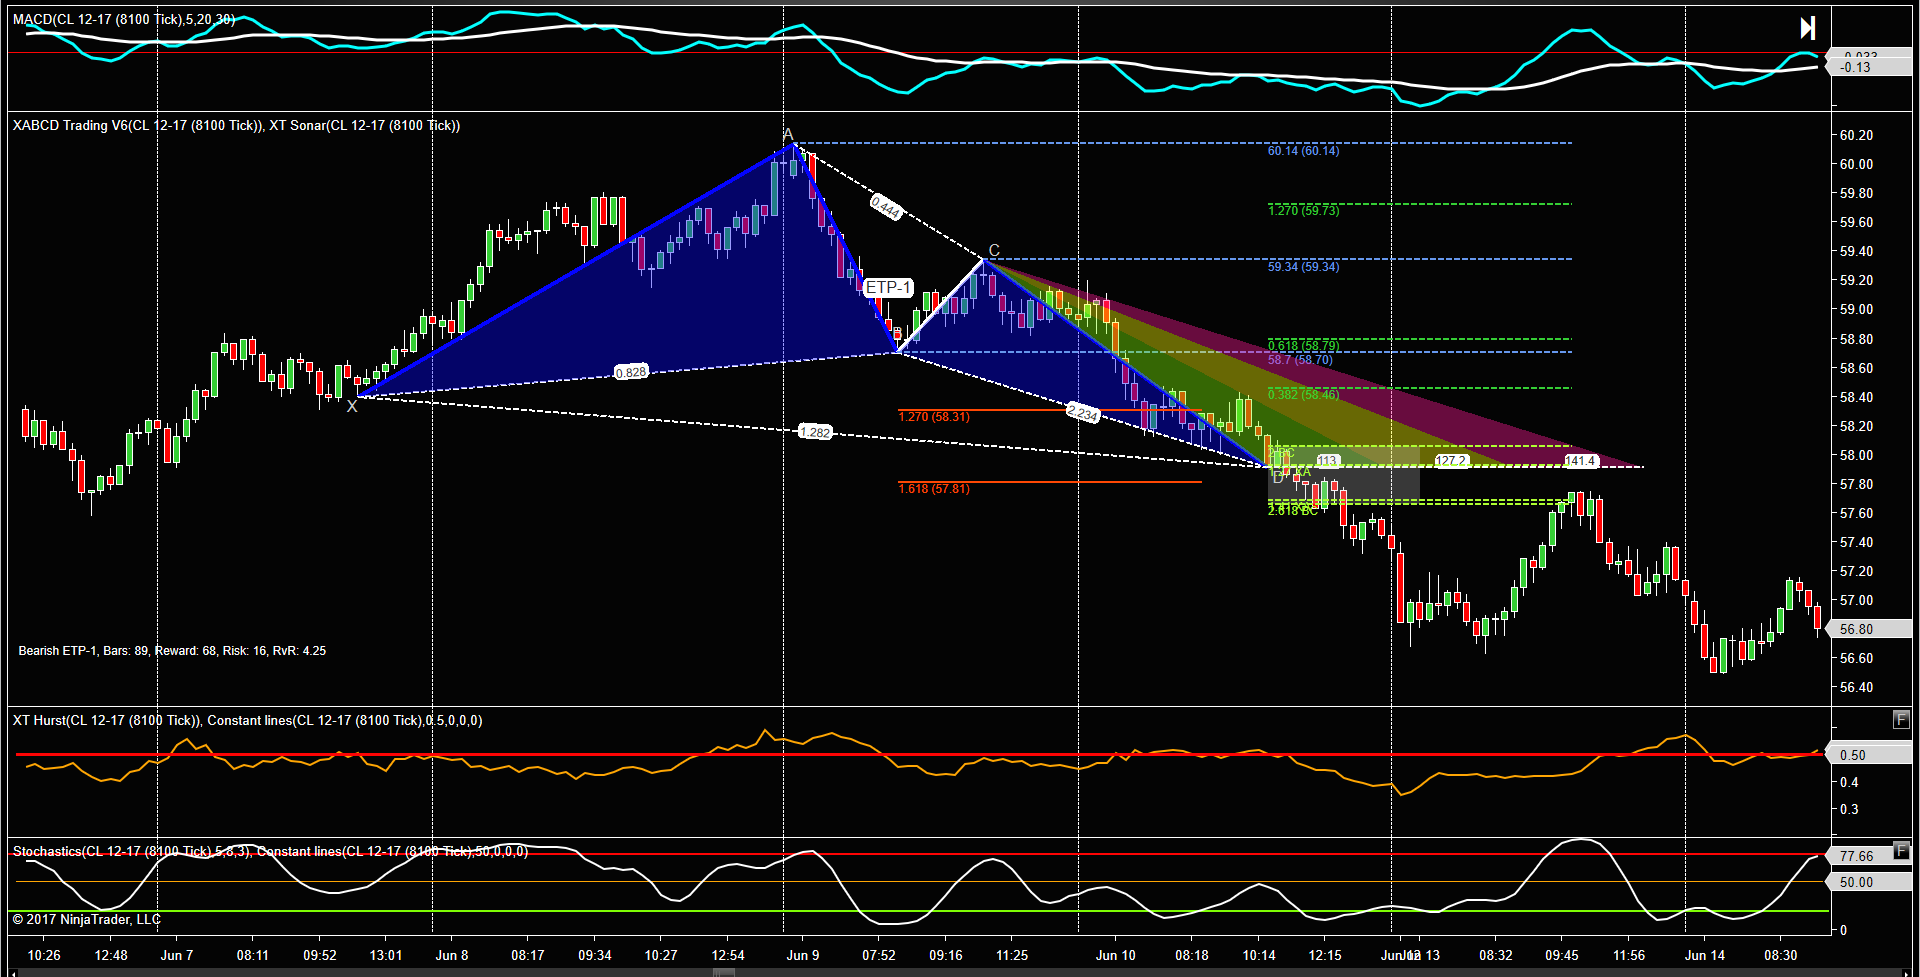 MACD(CL 12-17 (8100 Tick),5,20,30)
-0.033
-0.13
XABCD Trading V6(CL 12-17 (8100 Tick)), XT Sonar(CL 12-17 (8100 Tick))
A
60.20
60.14 (60.14)
60.00
59.80
0.444
1.270 (59.73)
59.60
C
59.40
59.34 (59.34)
59.20
ETP-1
59.00
B
58.80
0.618 (58.79)
58.7 (58.70)
58.60
0.828
0.382 (58.46)
58.40
X
2.234
1.270 (58.31)
58.20
1.282
2 BC
58.00
113
127.2
141.4
XA
D
1.618 (57.81)
57.80
2.618 BC
57.60
57.40
57.20
57.00
56.80
Bearish ETP-1, Bars: 89, Reward: 68, Risk: 16, RvR: 4.25
56.60
56.40
XT Hurst(CL 12-17 (8100 Tick)), Constant lines(CL 12-17 (8100 Tick),0.5,0,0,0)
F
0.50
0.4
0.3
Stochastics(CL 12-17 (8100 Tick),5,8,3), Constant lines(CL 12-17 (8100 Tick),50,0,0,0)
F
77.66
50.00
© 2017 NinjaTrader, LLC
0
10:26 12:48 Jun 7 08:11 09:52 13:01 Jun 8 08:17 09:34 10:27 12:54 Jun 9 07:52 09:16 11:25 Jun 10 08:18 10:14 12:15 Jun 13 08:32 09:45 11:56 Jun 14 08:30